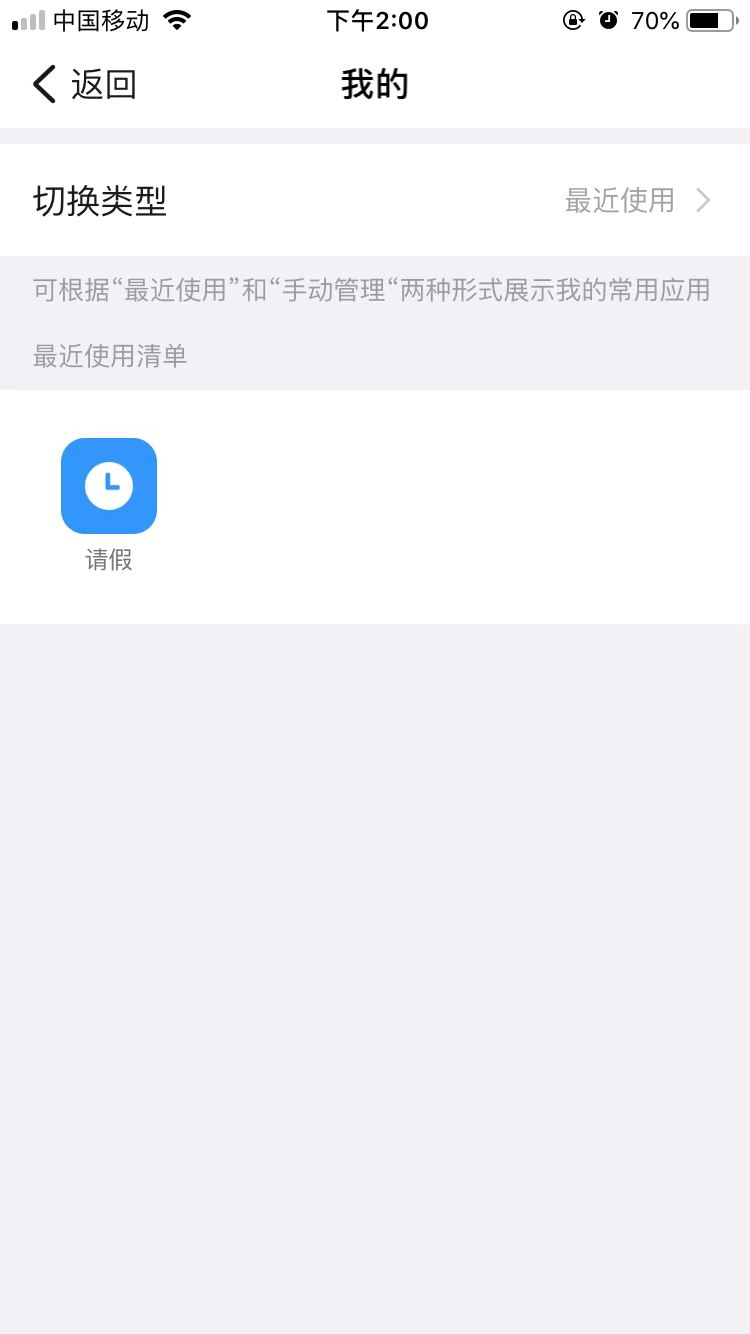 中国移动
下午2:00
70%
返回
我的
切换类型
最近使用
可根据“最近使用”和“手动管理“两种形式展示我的常用应用
最近使用清单
请假